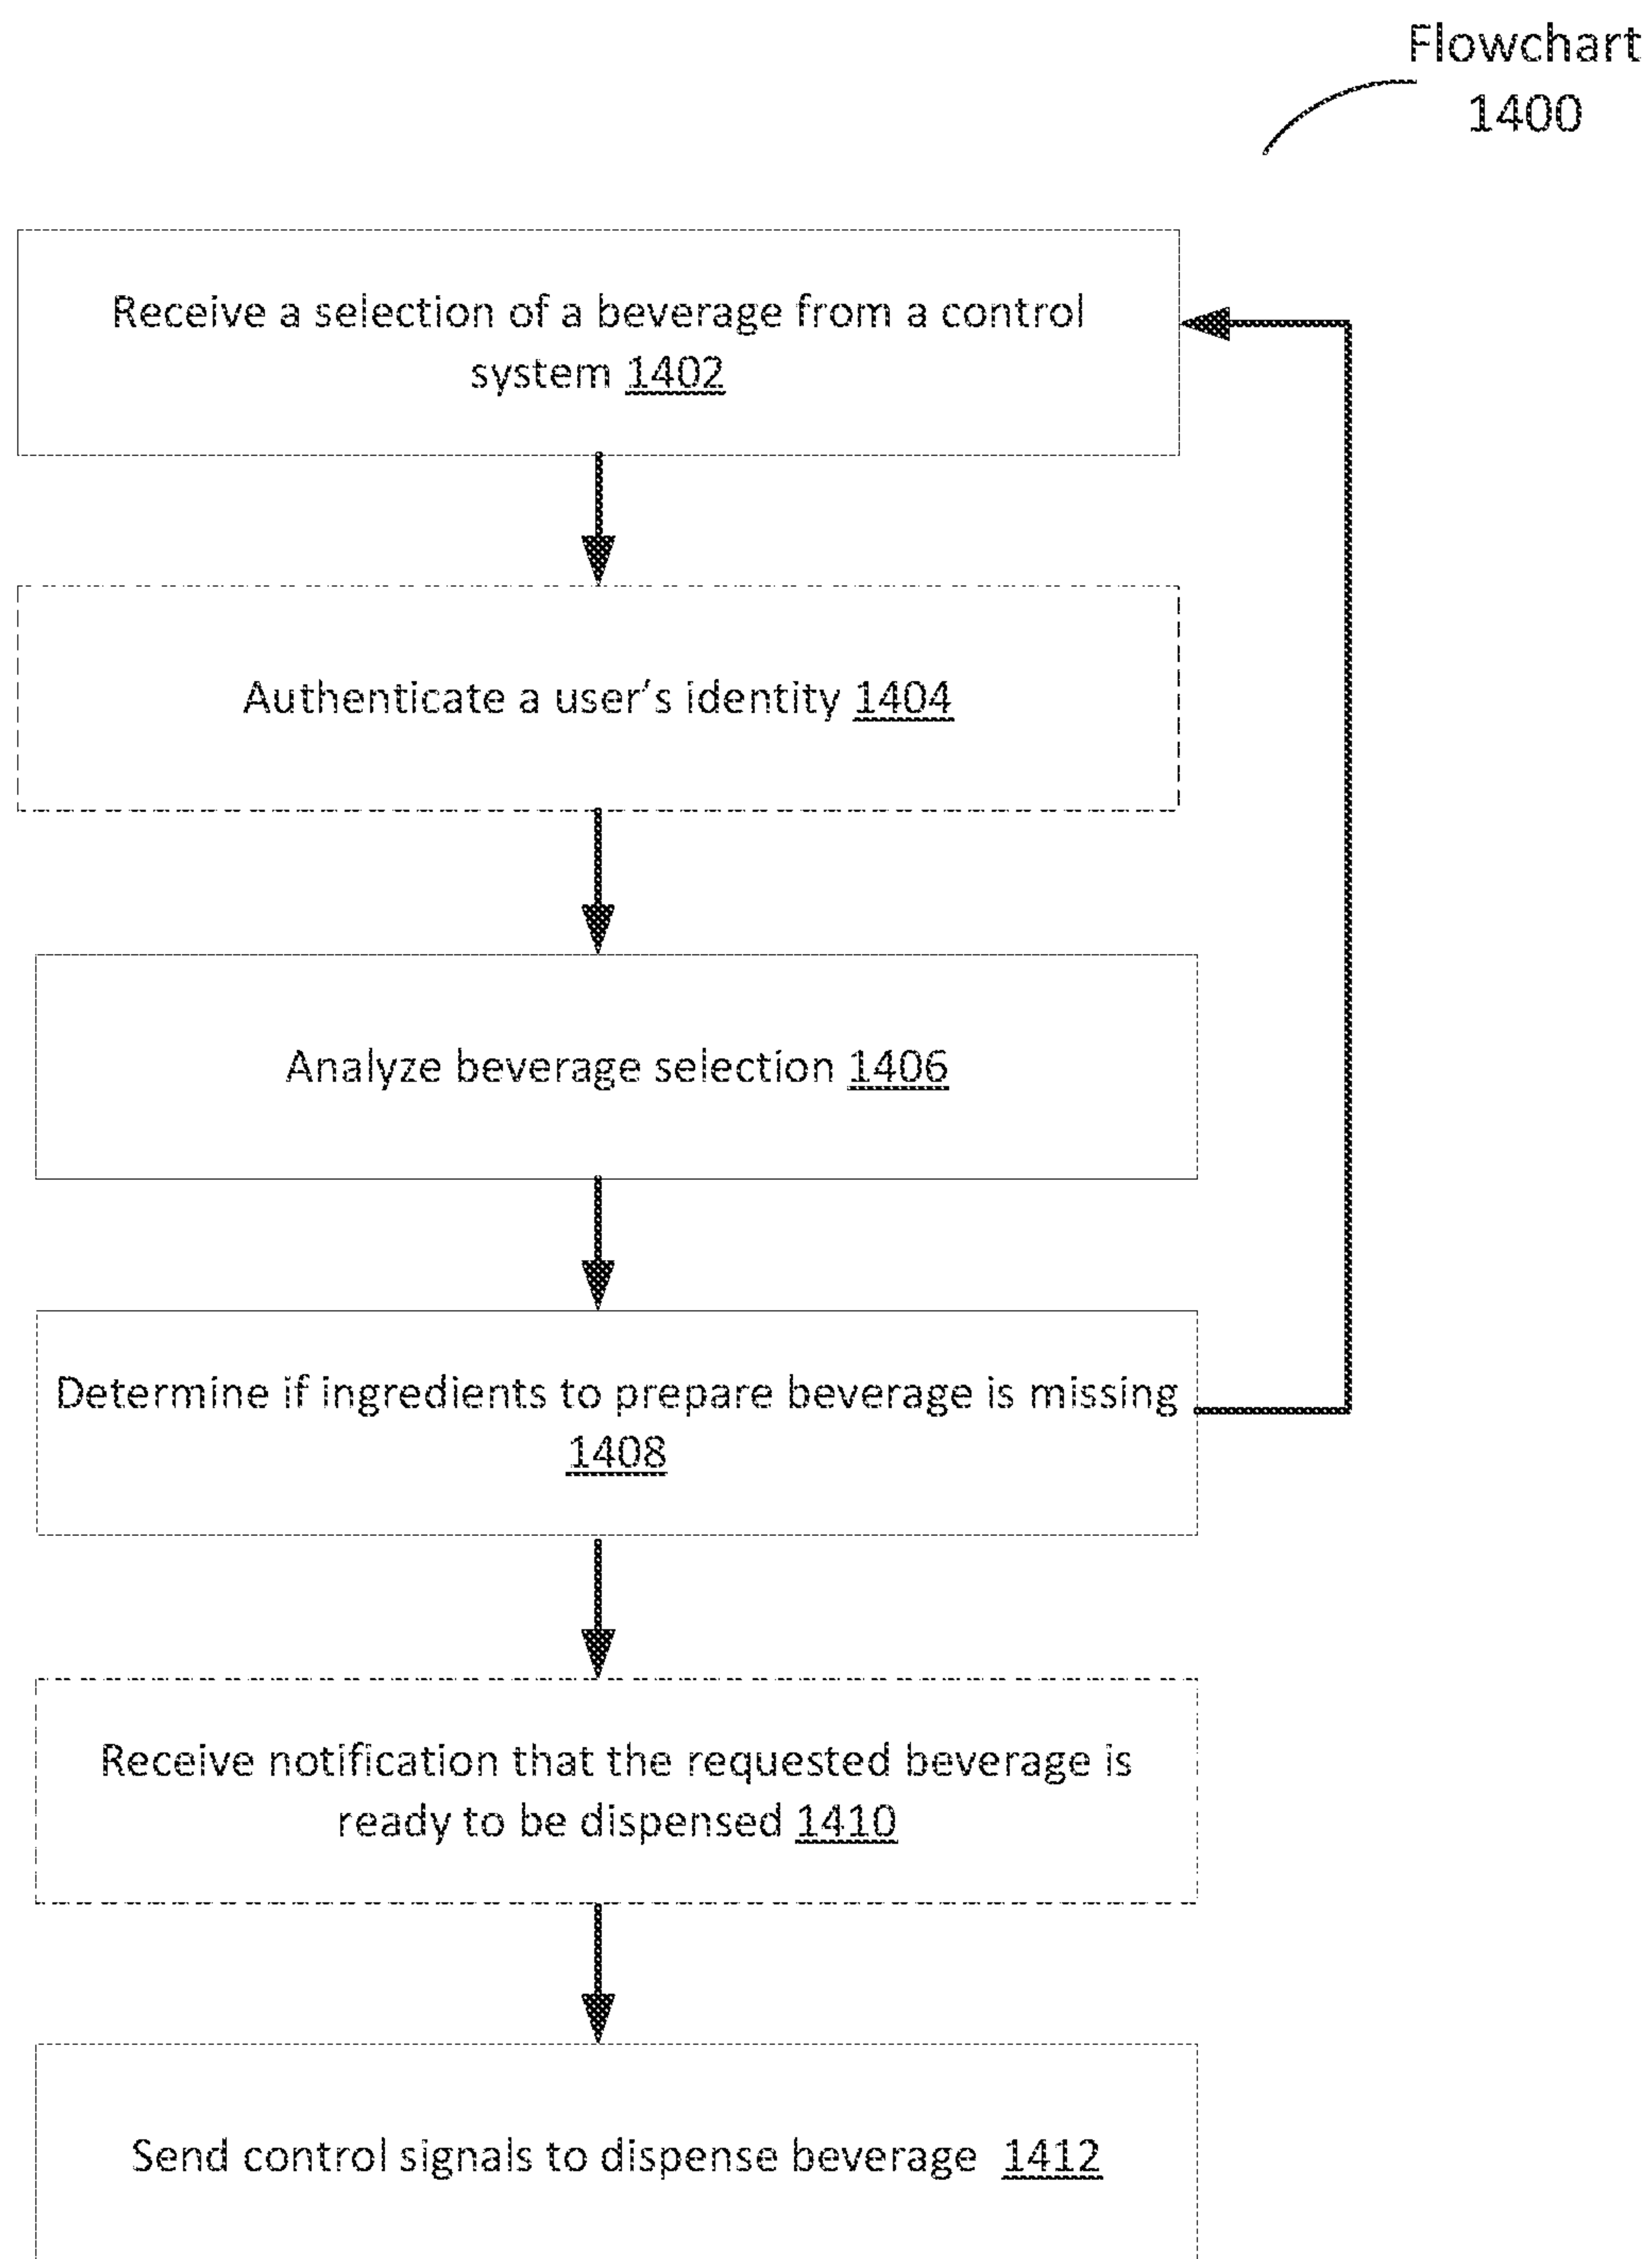 Flowchart
1400
Receive a selection of a beverage from a control
system 1402
Authenticate a user's identity 1404
Analyze beverage selection 1406
Determine if ingredients to prepare beverage is missing
1408
Receive notification that the requested beverage is
ready to be dispensed 1410
Send control signals to dispense beverage 1412